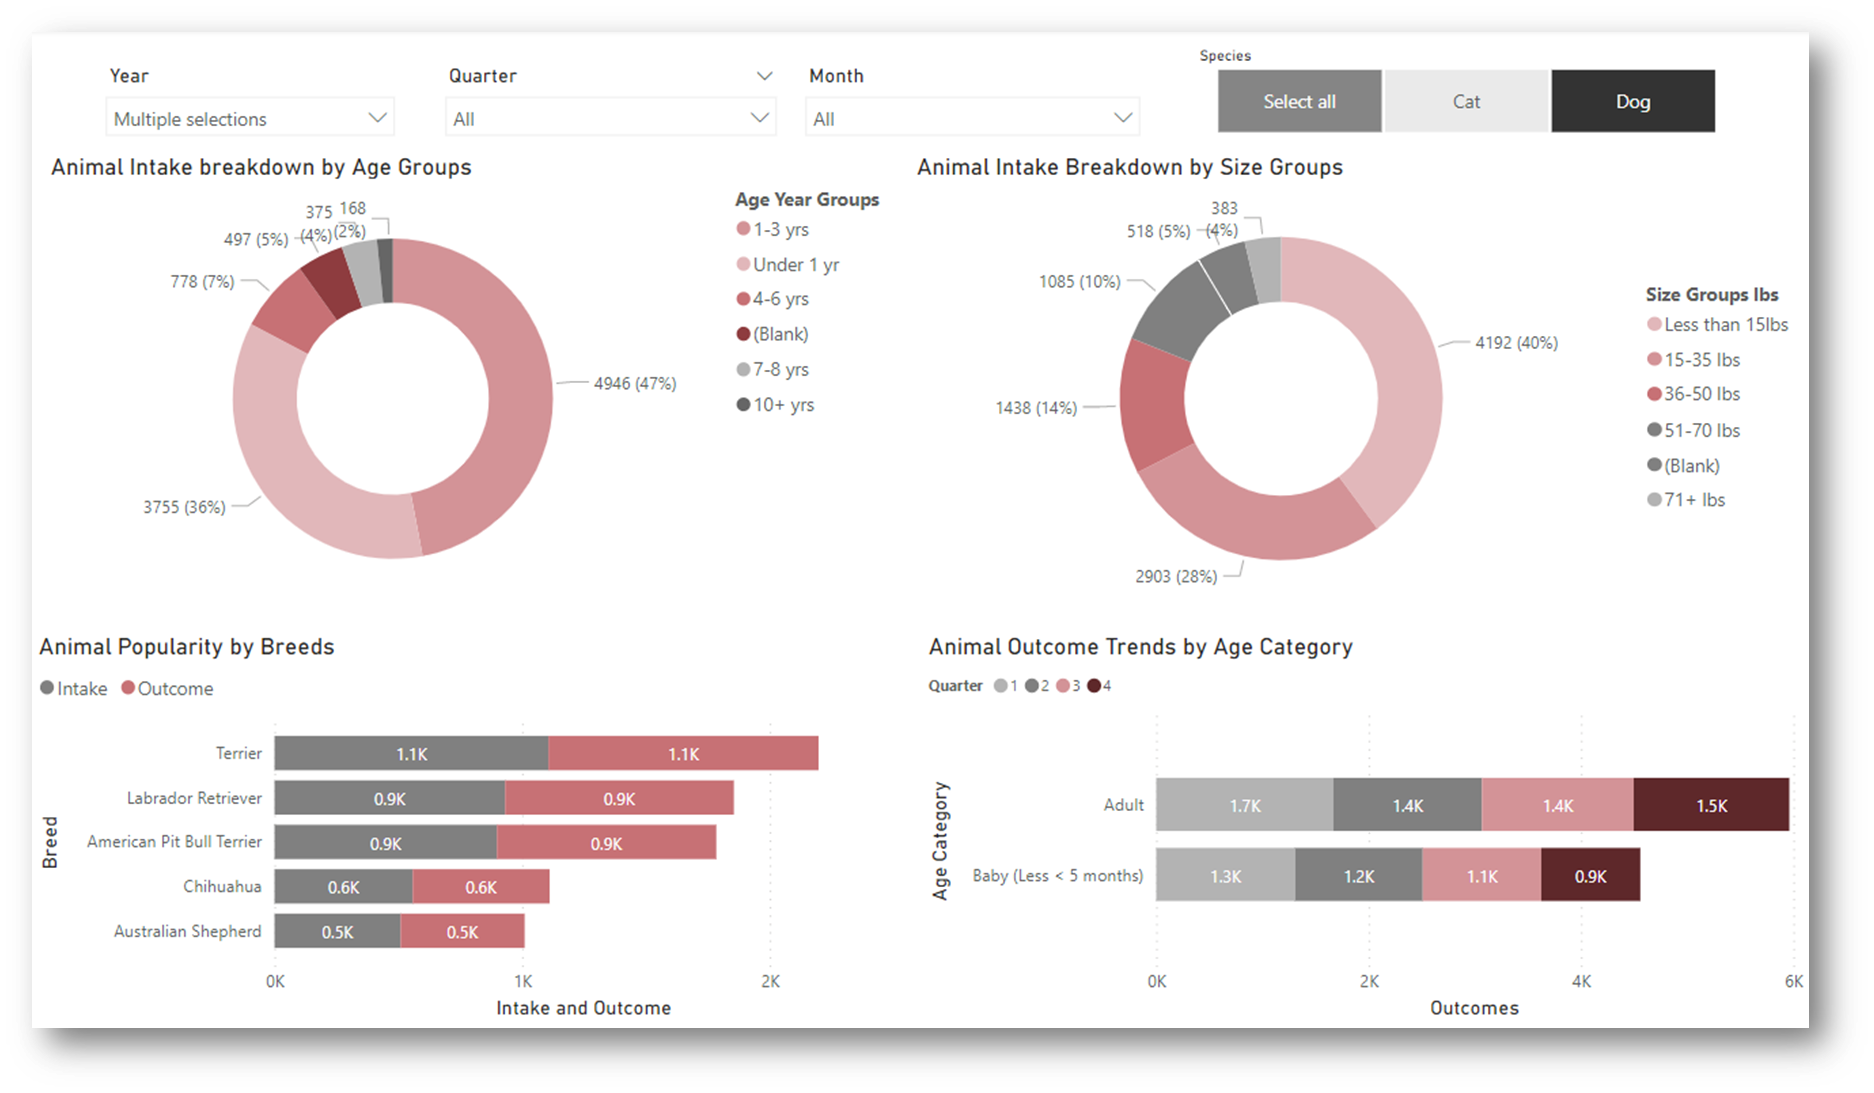 Species
Year
Quarter
Month
Multiple selections
All
All
Select all
Cat
Dog
Animal Intake breakdown by Age Groups
375
168
497 (5%)
(4%)
(2%)
778 (7%)
4946 (47%)
3755 (36%)
Age Year Groups
1-3 yrs
Under 1 yr
4-6 yrs
(Blank)
7-8 yrs
10+ yrs
Animal Intake Breakdown by Size Groups
383
518 (5%)
(4%)
1085 (10%)
4192 (40%)
1438 (14%)
2903 (28%)
Size Groups lbs
Less than 15lbs
15-35 lbs
36-50 lbs
51-70 lbs
(Blank)
71+ lbs
Animal Popularity by Breeds
Intake Outcome
Breed
Terrier 1.1K 1.1K
Labrador Retriever 0.9K 0.9K
American Pit Bull Terrier 0.9K 0.9K
Chihuahua 0.6K 0.6K
Australian Shepherd 0.5K 0.5K
0K 1K 2K
Intake and Outcome
Animal Outcome Trends by Age Category
Quarter 1 2 3 4
Age Category
Adult 1.7K 1.4K 1.4K 1.5K
Baby (Less < 5 months) 1.3K 1.2K 1.1K 0.9K
0K 2K 4K 6K
Outcomes